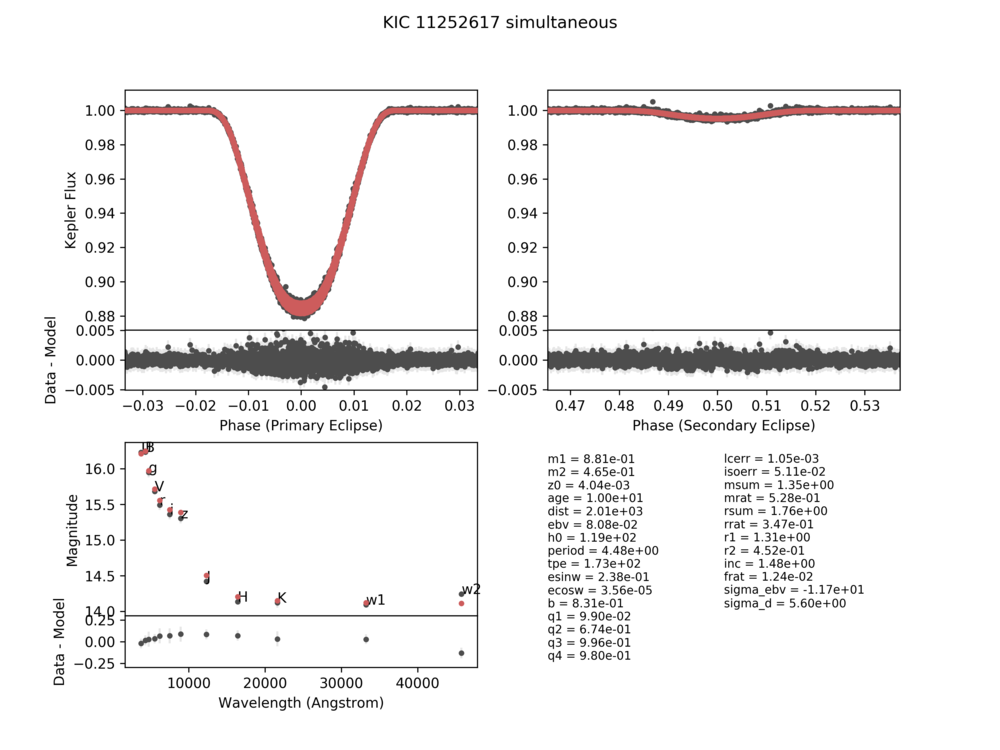 KIC 11252617 simultaneous
Kepler Flux
1.00
0.98
0.96
0.94
0.92
0.90
0.88
1.00
0.98
0.96
0.94
0.92
0.90
0.88
Data - Model
0.005
0.000
−0.005
0.005
0.000
−0.005
−0.03 −0.02 −0.01 0.00 0.01 0.02 0.03
0.47 0.48 0.49 0.50 0.51 0.52 0.53
Phase (Primary Eclipse)
Phase (Secondary Eclipse)
Magnitude
16.0
15.5
15.0
14.5
14.0
B
g
V
r
i
z
J
H
K
w1
w2
Data - Model
0.25
0.00
−0.25
10000 20000 30000 40000
Wavelength (Angstrom)
m1 = 8.81e-01
m2 = 4.65e-01
z0 = 4.04e-03
age = 1.00e+01
dist = 2.01e+03
ebv = 8.08e-02
h0 = 1.19e+02
period = 4.48e+00
tpe = 1.73e+02
esinw = 2.38e-01
ecosw = 3.56e-05
b = 8.31e-01
q1 = 9.90e-02
q2 = 6.74e-01
q3 = 9.96e-01
q4 = 9.80e-01
lcerr = 1.05e-03
isoerr = 5.11e-02
msum = 1.35e+00
mrat = 5.28e-01
rsum = 1.76e+00
rrat = 3.47e-01
r1 = 1.31e+00
r2 = 4.52e-01
inc = 1.48e+00
frat = 1.24e-02
sigma_ebv = -1.17e+01
sigma_d = 5.60e+00